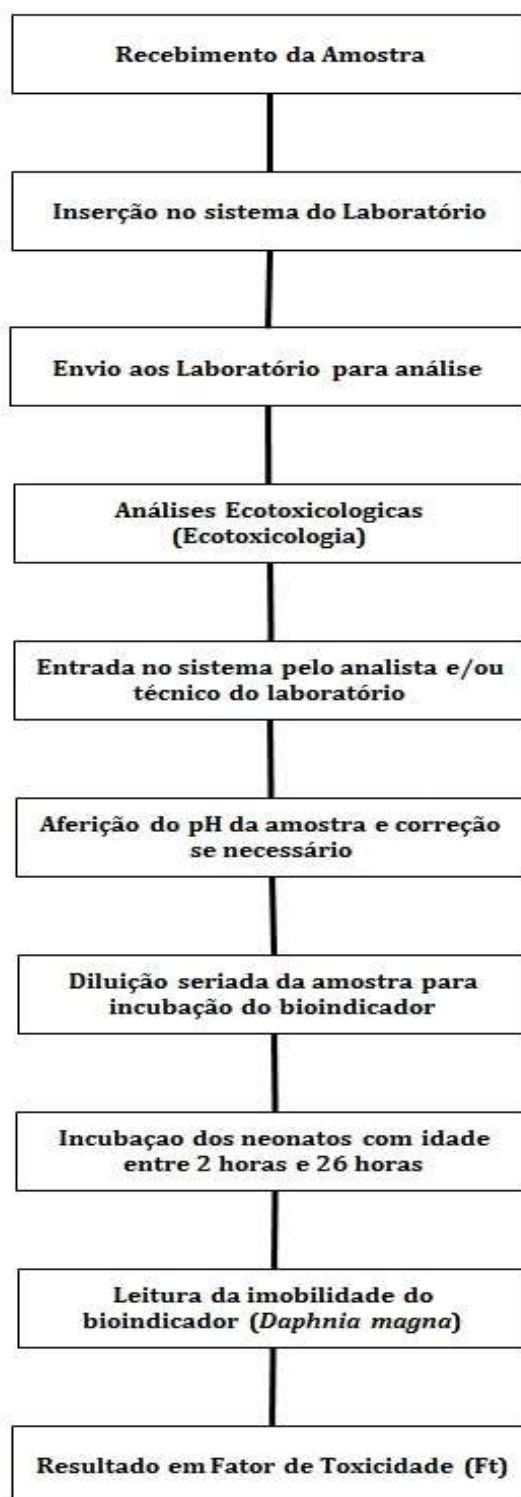 Recebimento da Amostra
Inserção no sistema do Laboratório
Envio aos Laboratório para análise
Análises Ecotoxicologicas
(Ecotoxicologia)
Entrada no sistema pelo analista e/ou
técnico do laboratório
Aferição do pH da amostra e correção
se necessário
Diluição seriada da amostra para
incubação do bioindicador
Incubaçao dos neonatos com idade
entre 2 horas e 26 horas
Leitura da imobilidade do
bioindicador (Daphnia magna)
Resultado em Fator de Toxicidade (Ft)